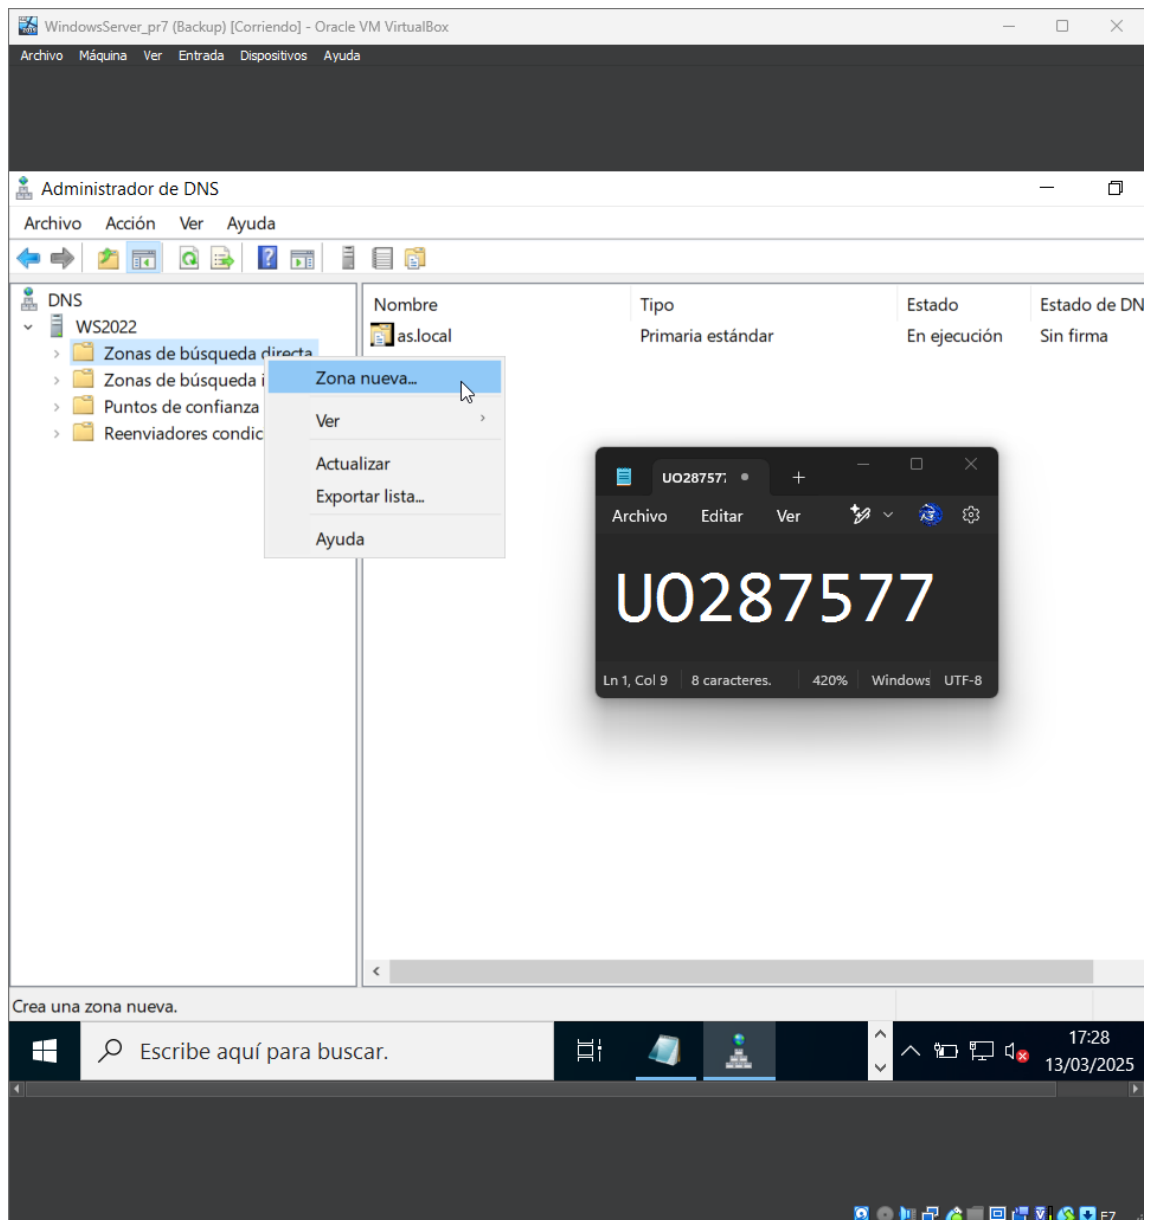 WindowsServer_pr7 (Backup) [Corriendo] - Oracle VM VirtualBox
Archivo Máquina Ver Entrada Dispositivos Ayuda
Administrador de DNS
Archivo Acción Ver Ayuda
DNS
WS2022
Zonas de búsqueda directa
Zonas de búsqueda i
Puntos de confianza
Reenviadores condic
Nombre Tipo Estado Estado de DN
as.local Primaria estándar En ejecución Sin firma
Zona nueva...
Ver
Actualizar
Exportar lista...
Ayuda
UO28757
Archivo Editar Ver
UO287577
Ln 1, Col 9 8 caracteres. 420% Windows UTF-8
Crea una zona nueva.
Escribe aquí para buscar.
17:28
13/03/2025